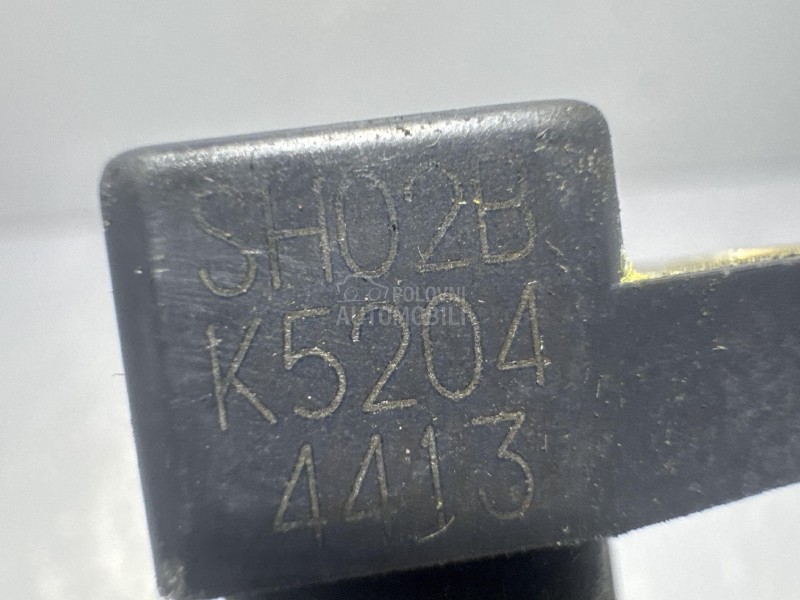 SH02B
POLOVNI
AUTOMOBILI
K5204
4413